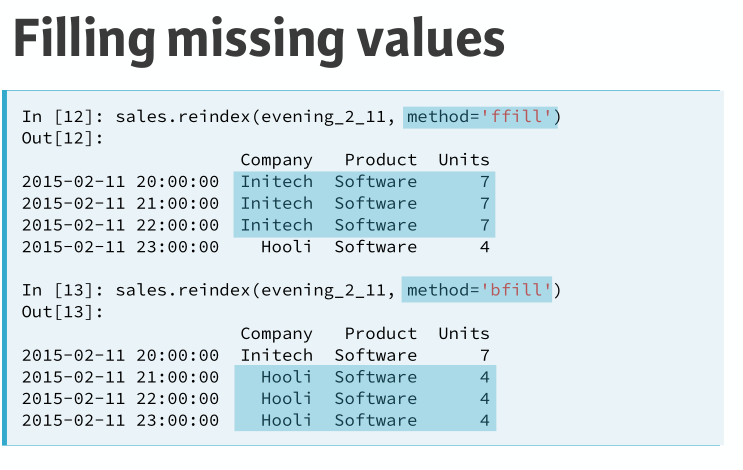 Filling missing values
In [12]: sales.reindex(evening_2_11, method='ffill')
Out[12]:
Company Product Units
2015-02-11 20:00:00 Initech Software 7
2015-02-11 21:00:00 Initech Software 7
2015-02-11 22:00:00 Initech Software 7
2015-02-11 23:00:00 Hooli Software 4
In [13]: sales.reindex(evening_2_11, method='bfill')
Out[13]:
Company Product Units
2015-02-11 20:00:00 Initech Software 7
2015-02-11 21:00:00 Hooli Software 4
2015-02-11 22:00:00 Hooli Software 4
2015-02-11 23:00:00 Hooli Software 4